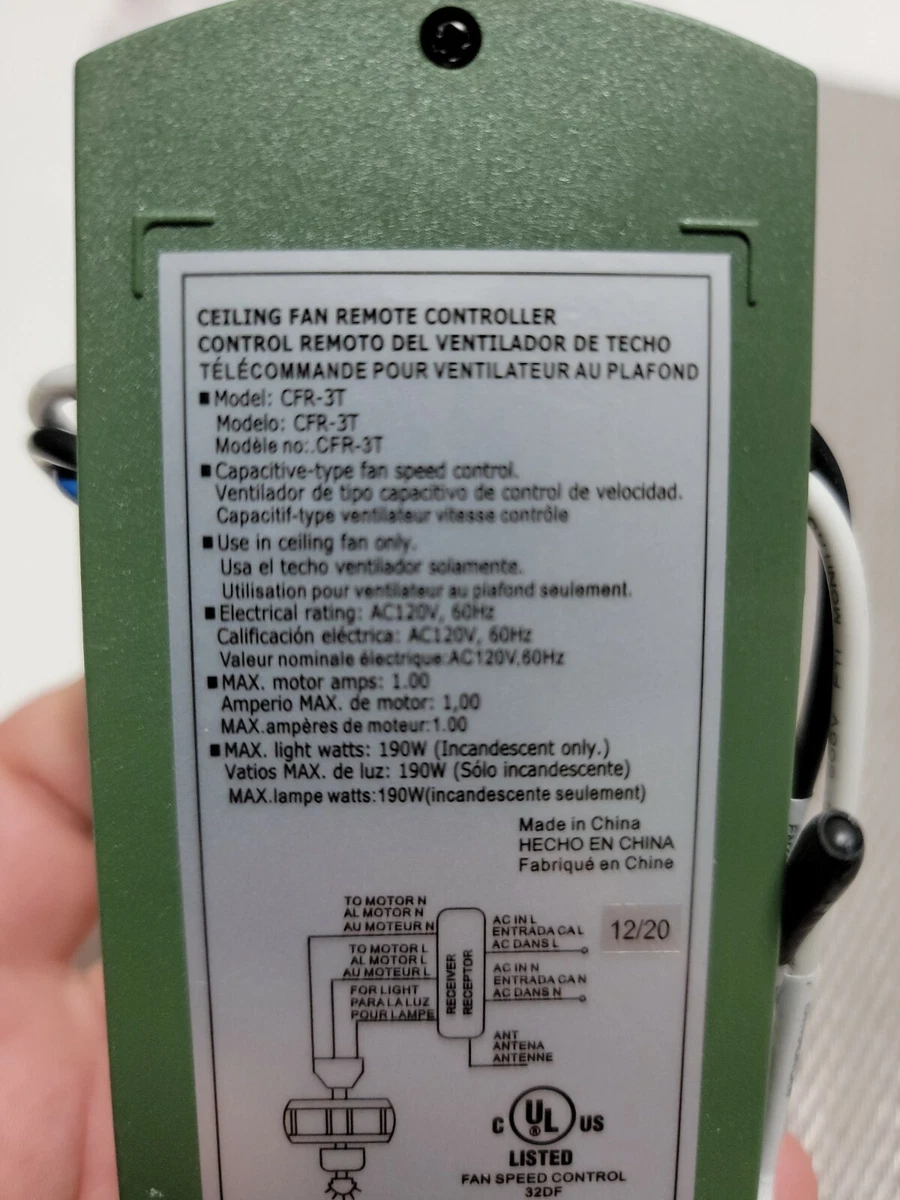 CEILING FAN REMOTE CONTROLLER
CONTROL REMOTO DEL VENTILADOR DE TECHO
TÉLÉCOMMANDE POUR VENTILATEUR AU PLAFOND
■ Model: CFR-3T
Modelo: CFR-3T
Modèle no:.CFR-3T
■ Capacitive-type fan speed control.
Ventilador de tipo capacitivo de control de velocidad.
Capacitif-type ventilateur vitesse contrôle
■ Use in ceiling fan only.
Usa el techo ventilador solamente.
Utilisation pour ventilateur au plafond seulement.
■ Electrical rating: AC120V, 60Hz
Calificación eléctrica: AC120V, 60Hz
Valeur nominale électrique:AC120V,60Hz
■ MAX. motor amps: 1.00
Amperio MAX. de motor: 1,00
MAX.ampères de moteur:1.00
■ MAX. light watts: 190W (Incandescent only.)
Vatios MAX. de luz: 190W (Sólo incandescente)
MAX.lampe watts:190W(incandescente seulement)
Made in China
HECHO EN CHINA
Fabriqué en Chine
TO MOTOR N
AL MOTOR N
AU MOTEUR N
TO MOTOR L
AL MOTOR L
AU MOTEUR L
FOR LIGHT
PARA LA LUZ
POUR LAMPE
RECEIVER
RECEPTOR
AC IN L
ENTRADA CA L
AC DANS L
12/20
AC IN N
ENTRADA CA N
AC DANS N
ANT
ANTENA
ANTENNE
C UL US
®
LISTED
FAN SPEED CONTROL
32DF